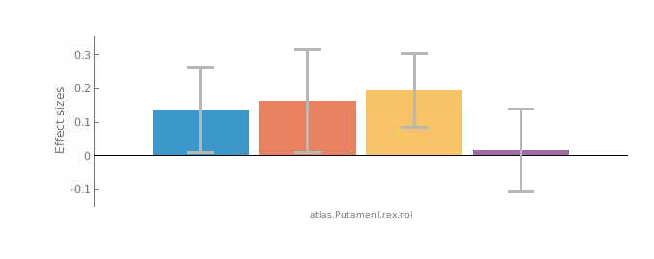 0.3
0.2
0.1
0
-0.1
Effect sizes
atlas.Putamenl.rex.roi